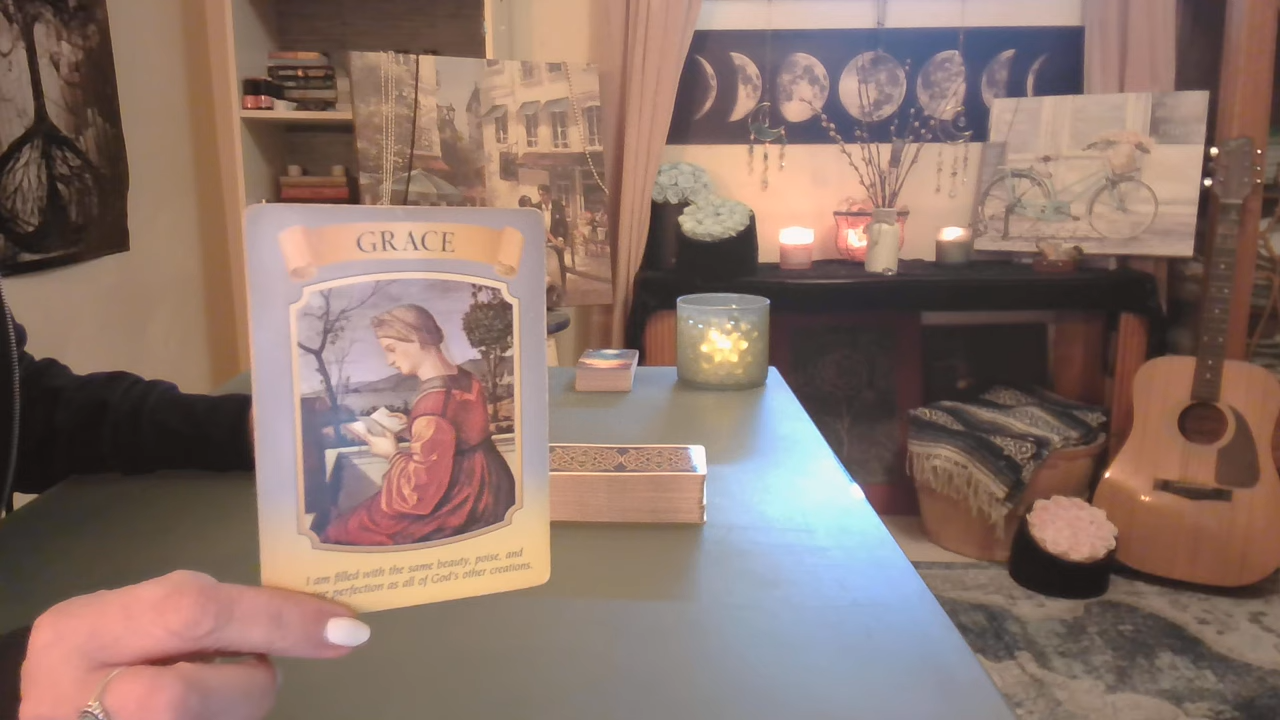 GRACE
I am filled with the same beauty, poise, and
perfection as all of God's other creations.